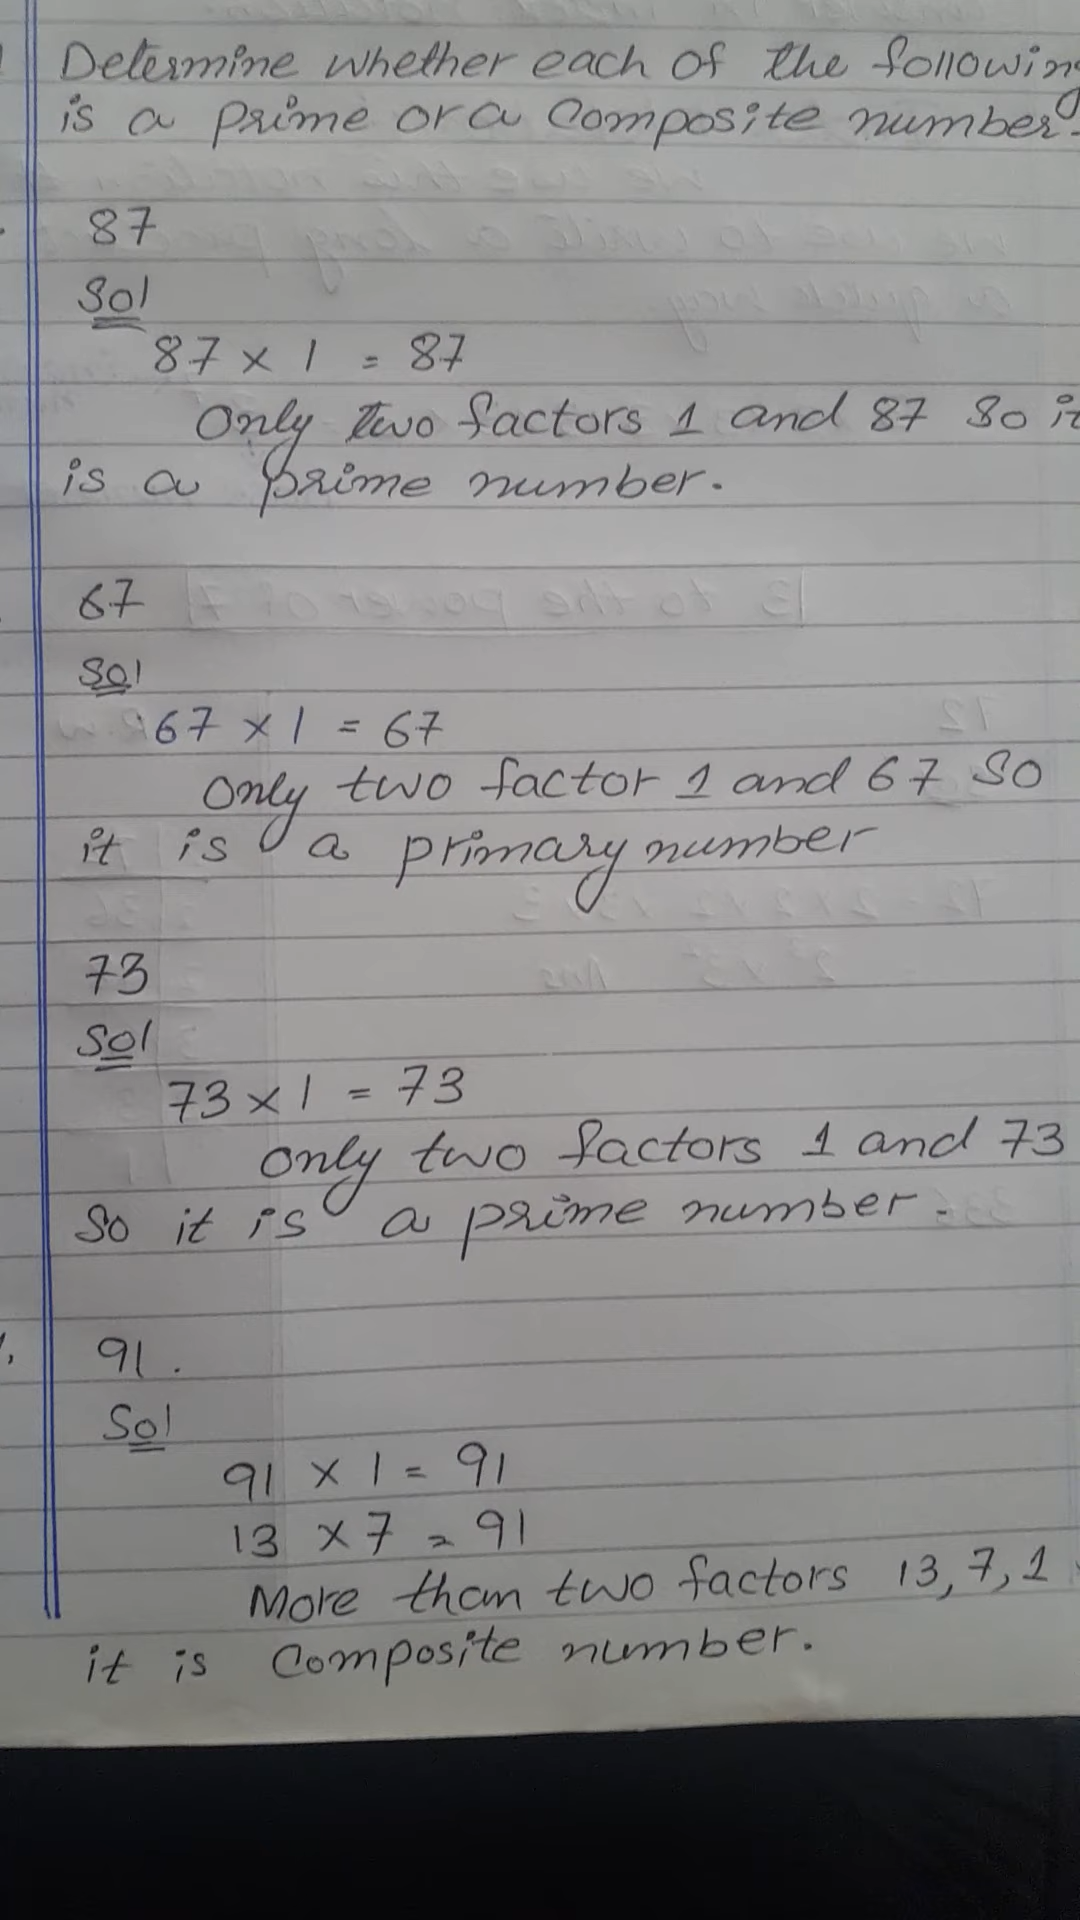 Determine whether each of the following
is a prime or a Composite number.
87
Sol
87 × 1 = 87
Only two factors 1 and 87 So it
is a prime number.
67
Sol
67 × 1 = 67
Only two factor 1 and 67 So
it is a primary number
73
Sol
73 × 1 = 73
only two factors 1 and 73
So it is a prime number.
91.
Sol
91 × 1 = 91
13 × 7 = 91
More than two factors 13, 7, 1
it is Composite number.